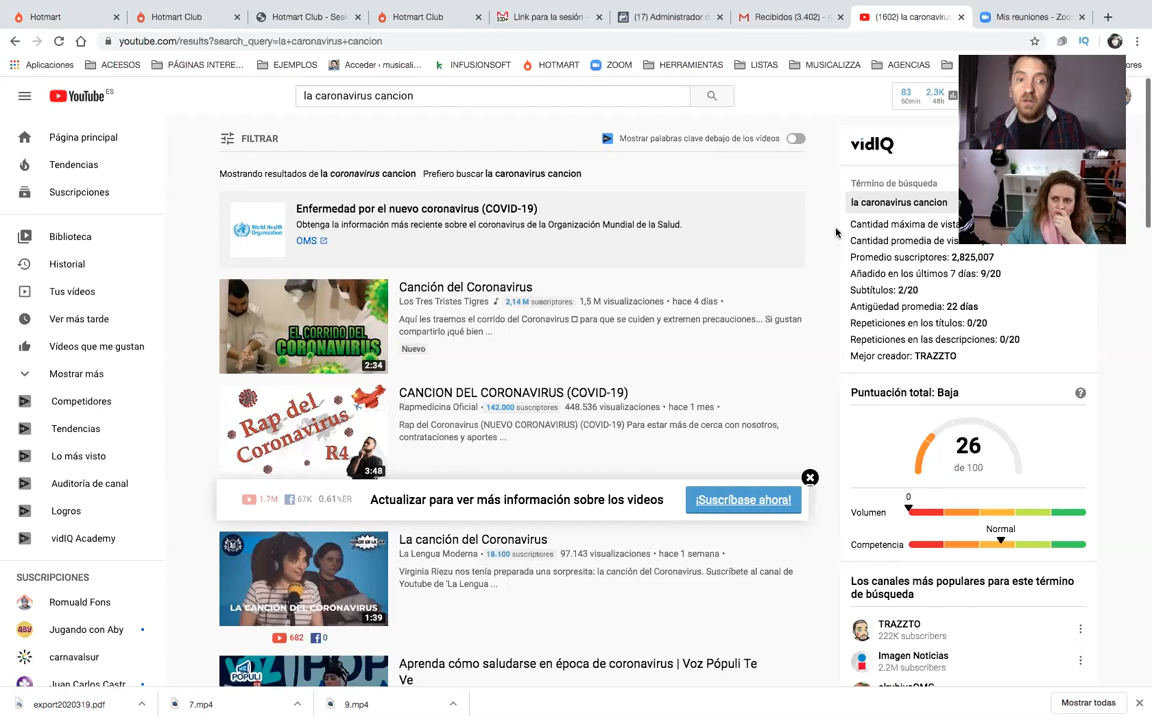 Hotmart
Hotmart Club
Hotmart Club - Sesi
Hotmart Club
Link para la sesión
(17) Administrador c
Recibidos (3.402) - s
(1602) la caronavirus
Mis reuniones - Zoo
youtube.com/results?search_query=la+caronavirus+cancion
Aplicaciones
ACEESOS
PÁGINAS INTERE...
EJEMPLOS
Acceder ‹ musicali...
INFUSIONSOFT
HOTMART
ZOOM
HERRAMIENTAS
LISTAS
MUSICALIZZA
AGENCIAS
YouTube ES
la caronavirus cancion
83 2.3K
60min 48h
Página principal
Tendencias
Suscripciones
Biblioteca
Historial
Tus vídeos
Ver más tarde
Vídeos que me gustan
Mostrar más
Competidores
Tendencias
Lo más visto
Auditoría de canal
Logros
vidIQ Academy
SUSCRIPCIONES
Romuald Fons
Jugando con Aby
carnavalsur
Juan Carlos Castr..
FILTRAR
Mostrar palabras clave debajo de los vídeos
Mostrando resultados de la coronavirus cancion Prefiero buscar la caronavirus cancion
World Health Organization
Enfermedad por el nuevo coronavirus (COVID-19)
Obtenga la información más reciente sobre el coronavirus de la Organización Mundial de la Salud.
OMS
EL CORRIDO DEL
CORONAVIRUS
2:34
Canción del Coronavirus
Los Tres Tristes Tigres ♪ 2,14 M suscriptores • 1,5 M visualizaciones • hace 4 días •
Aquí les traemos el corrido del Coronavirus □ para que se cuiden y extremen precauciones... Si gustan
compartirlo ¡qué bien ...
Nuevo
Rap del
Coronavirus
R4
3:48
CANCION DEL CORONAVIRUS (COVID-19)
Rapmedicina Oficial • 142.000 suscriptores 448.536 visualizaciones • hace 1 mes •
Rap del Coronavirus (NUEVO CORONAVIRUS) (COVID-19) Para estar más de cerca con nosotros,
contrataciones y aportes ...
1.7M 67K 0.61%ER
Actualizar para ver más información sobre los videos
¡Suscríbase ahora!
LA CANCIÓN DEL CORONAVIRUS
1:39
682 0
La canción del Coronavirus
La Lengua Moderna • 18.100 suscriptores 97.143 visualizaciones • hace 1 semana •
Virginia Riezu nos tenía preparada una sorpresita: la canción del Coronavirus. Suscríbete al canal de
Youtube de 'La Lengua ...
VOZ PÓPULI
Aprenda cómo saludarse en época de coronavirus | Voz Pópuli Te
Ve
vidIQ
Término de búsqueda
la caronavirus cancion
Cantidad máxima de vista
Cantidad promedia de vis
Promedio suscriptores: 2,825,007
Añadido en los últimos 7 días: 9/20
Subtítulos: 2/20
Antigüedad promedia: 22 días
Repeticiones en los títulos: 0/20
Repeticiones en las descripciones: 0/20
Mejor creador: TRAZZTO
Puntuación total: Baja
26
de 100
0
Volumen
Normal
Competencia
Los canales más populares para este término
de búsqueda
TRAZZTO
222K subscribers
Imagen Noticias
2.2M subscribers
export2020319.pdf
7.mp4
9.mp4
Mostrar todas